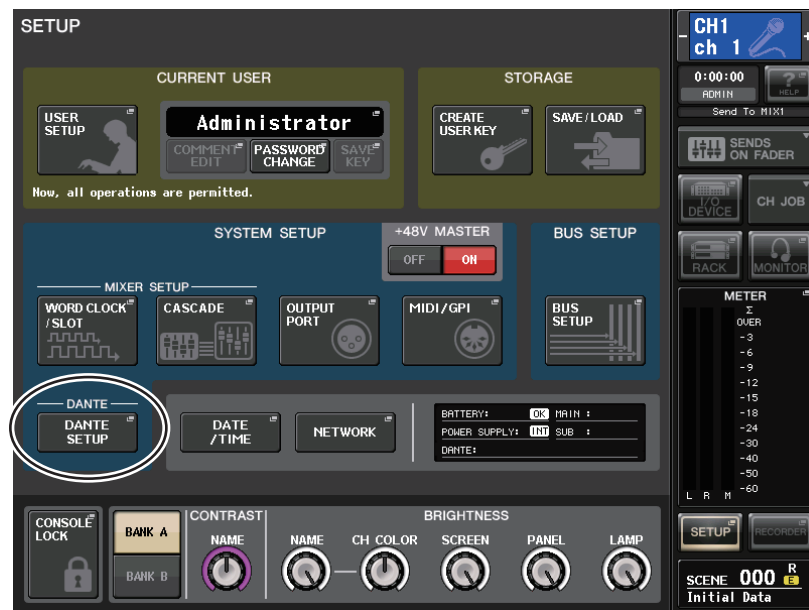 SETUP
CURRENT USER
USER
SETUP
Administrator
COMMENT
EDIT
PASSWORD
CHANGE
SAVE
KEY
Now, all operations are permitted.
STORAGE
CREATE
USER KEY
SAVE/LOAD
SYSTEM SETUP
+48V MASTER
OFF
ON
BUS SETUP
MIXER SETUP
WORD CLOCK
/SLOT
CASCADE
OUTPUT
PORT
MIDI/GPI
BUS
SETUP
DANTE
DANTE
SETUP
DATE
/TIME
NETWORK
BATTERY: OK MAIN :
POWER SUPPLY: INT SUB :
DANTE:
CONSOLE
LOCK
BANK A
BANK B
CONTRAST
NAME
BRIGHTNESS
NAME
CH COLOR
SCREEN
PANEL
LAMP
- CH1 +
ch 1
0:00:00
ADMIN
?
HELP
Send To MIX1
SENDS
ON FADER
I/O
DEVICE
CH JOB
RACK
MONITOR
METER
Σ
OVER
-3
-6
-9
-12
-15
-18
-24
-30
-40
-50
-60
L R M
SETUP
RECORDER
SCENE 000 R
E
Initial Data